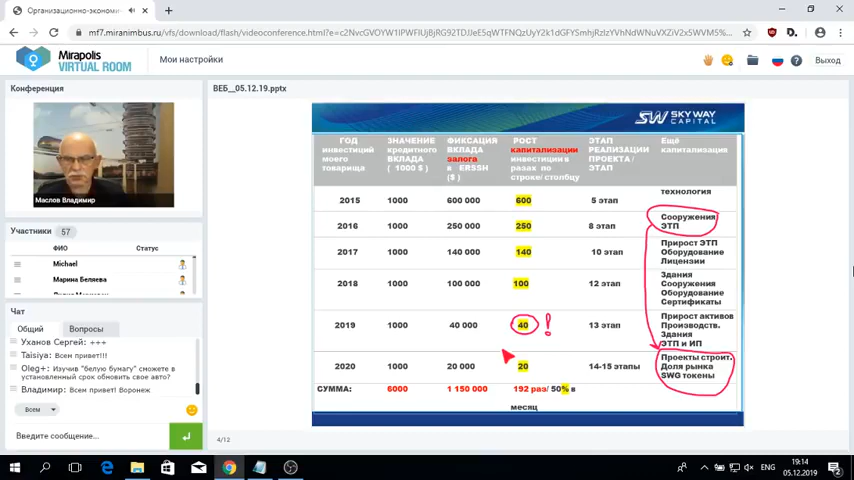 Организационно-экономи
mf7.miranimbus.ru/vfs/download/flash/videoconference.html?e=
Mirapolis
VIRTUAL ROOM
Мои настройки
Выход
Конференция
Маслов Владимир
Участники 57
ФИО Статус
Michael
Марина Беляева
Чат
Общий Вопросы
Уханов Сергей: +++
Taisiya: Всем привет!!!
Oleg+: Изучив "белую бумагу" сможете в
установленный срок обновить свое авто?
Владимир: Всем привет! Воронеж
Всем
Введите сообщение...
ВЕБ__05.12.19.pptx
SKY WAY
CAPITAL
ГОД
инвестиций
моего
товарища
ЗНАЧЕНИЕ
кредитного
ВКЛАДА
( 1000 $ )
ФИКСАЦИЯ
ВКЛАДА
залога
в ERSSH
($ )
РОСТ
капитализации
инвестиции в
разах по
строке/ столбцу
ЭТАП
РЕАЛИЗАЦИИ
ПРОЕКТА /
ЭТАП
Ещё
капитализация
технология
2015 1000 600 000 600 5 этап
2016 1000 250 000 250 8 этап
Сооружения
ЭТП
2017 1000 140 000 140 10 этап
Прирост ЭТП
Оборудование
Лицензии
2018 1000 100 000 100 12 этап
Здания
Сооружения
Оборудование
Сертификаты
2019 1000 40 000 40 ! 13 этап
Прирост активов
Производств.
Здания
ЭТП и ИП
2020 1000 20 000 20 14-15 этапы
Проекты строит.
Доля рынка
SWG токены
СУММА: 6000 1 150 000 192 раз/ 50% в
месяц
4/12
ENG
19:14
05.12.2019
2